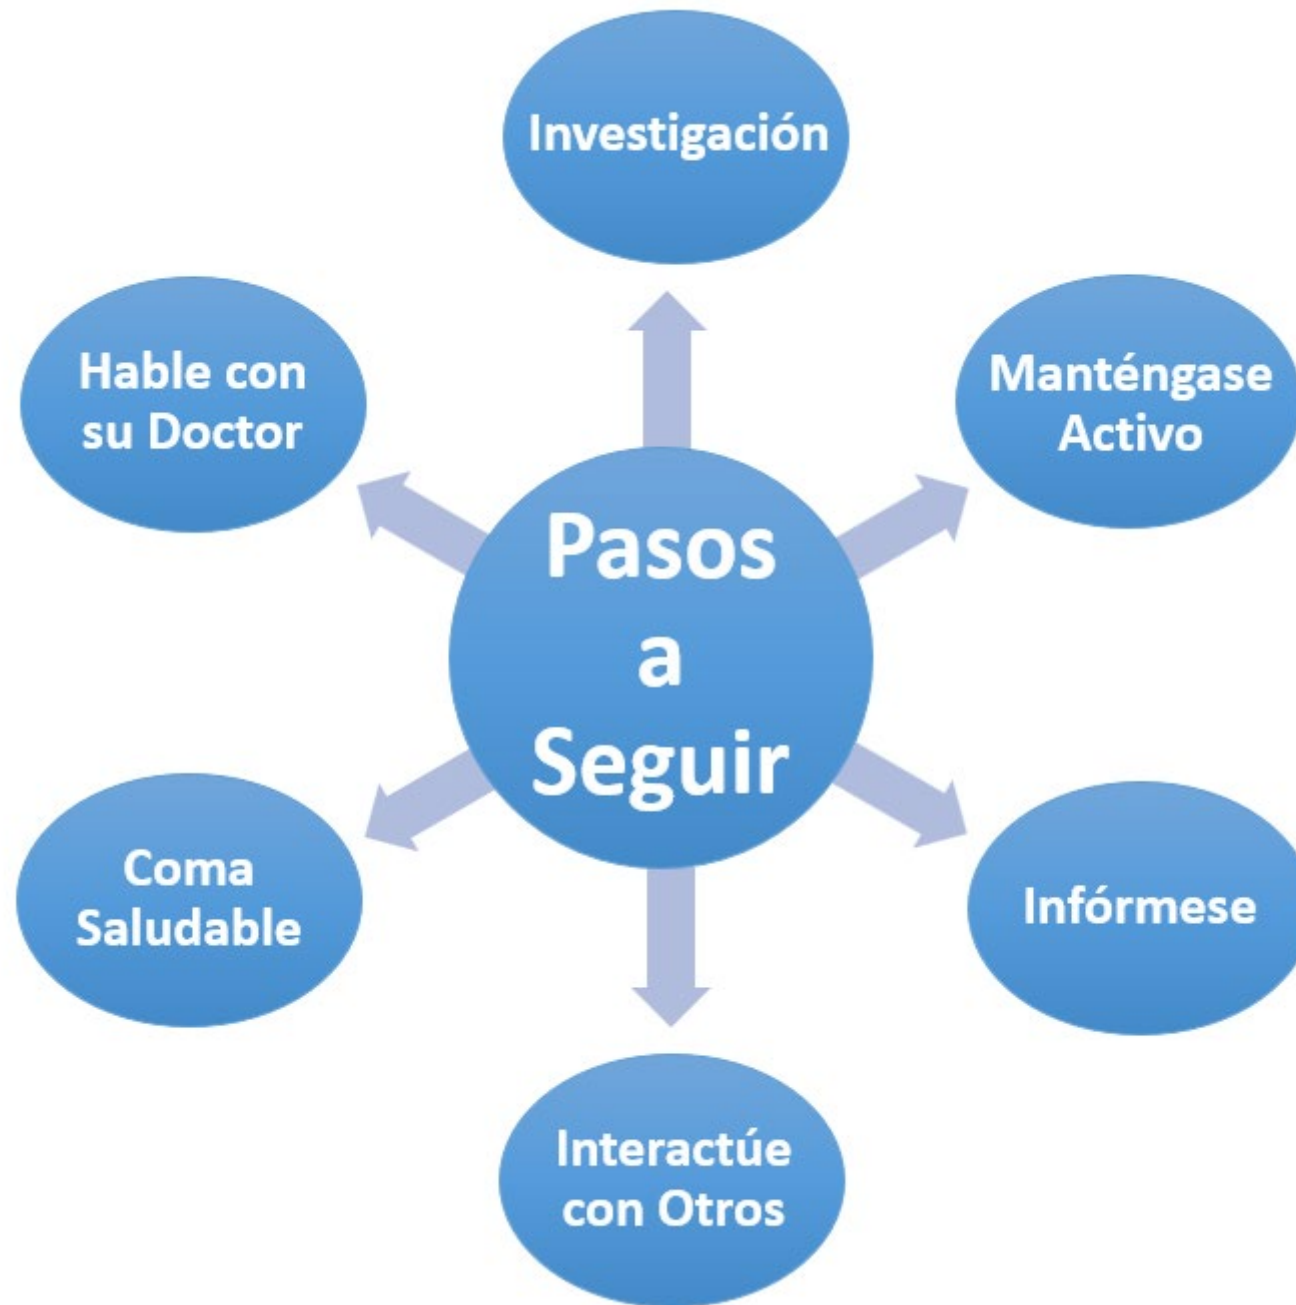 Investigación
Hable con
su Doctor
Manténgase
Activo
Pasos
a
Seguir
Coma
Saludable
Infórmese
Interactúe
con Otros